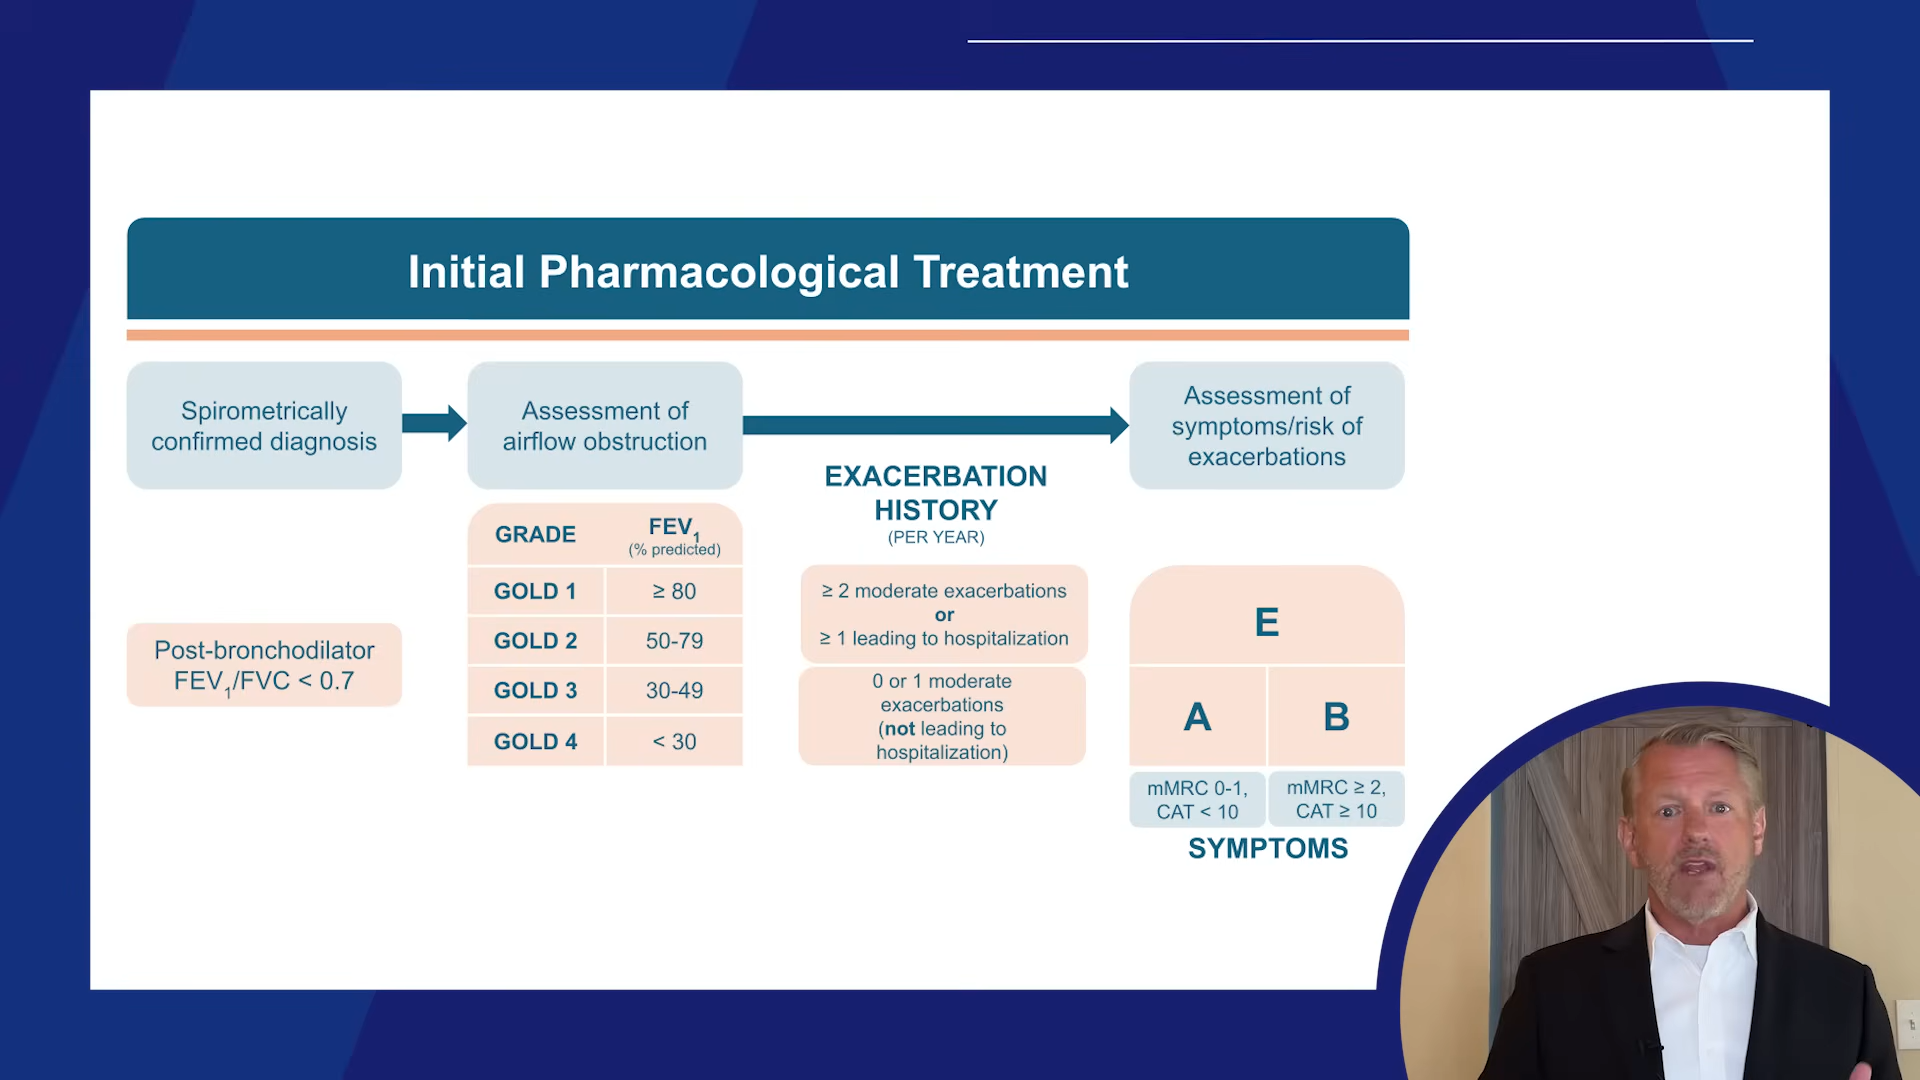 Initial Pharmacological Treatment
Spirometrically
confirmed diagnosis
Assessment of
airflow obstruction
Assessment of
symptoms/risk of
exacerbations
Post-bronchodilator
FEV₁/FVC < 0.7
GRADE
FEV₁
(% predicted)
GOLD 1
≥ 80
GOLD 2
50-79
GOLD 3
30-49
GOLD 4
< 30
EXACERBATION
HISTORY
(PER YEAR)
≥ 2 moderate exacerbations
or
≥ 1 leading to hospitalization
0 or 1 moderate
exacerbations
(not leading to
hospitalization)
E
A
B
mMRC 0-1,
CAT < 10
mMRC ≥ 2,
CAT ≥ 10
SYMPTOMS